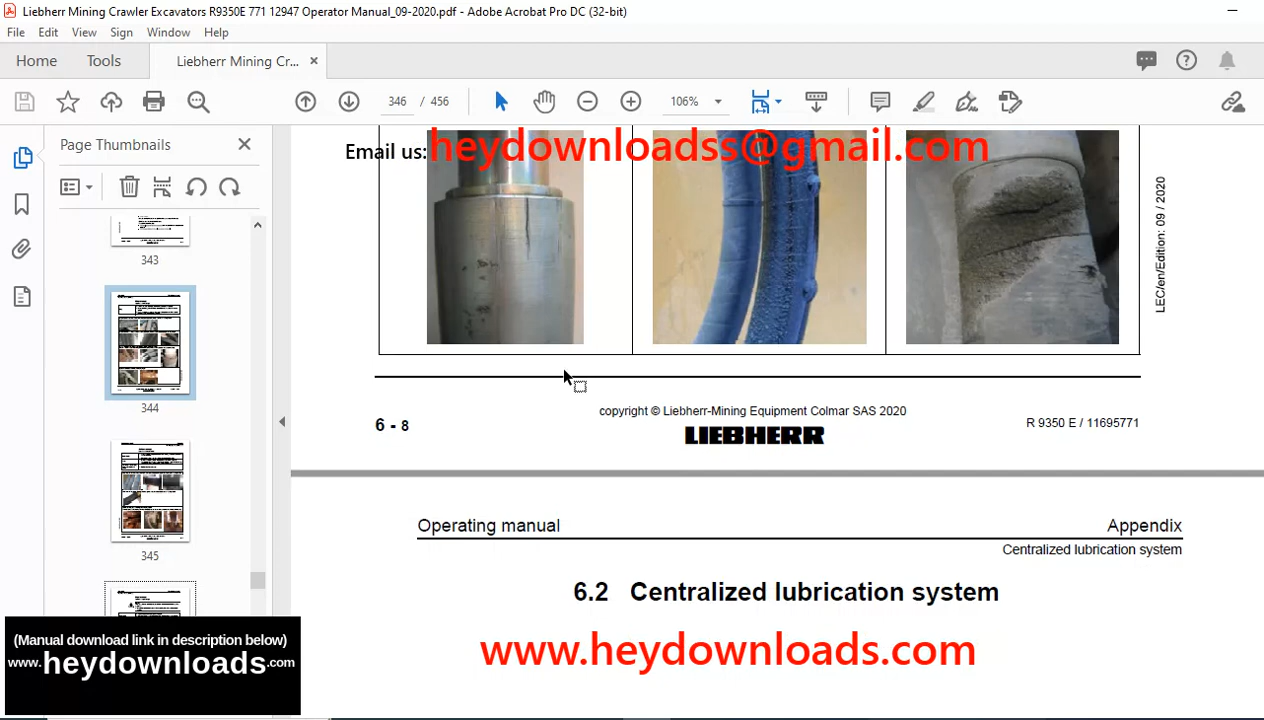 Liebherr Mining Crawler Excavators R9350E 771 12947 Operator Manual_09-2020.pdf - Adobe Acrobat Pro DC (32-bit)
File Edit View Sign Window Help
Home Tools Liebherr Mining Cr... ×
346 / 456 106%
Page Thumbnails
343
344
345
Email us:heydownloadss@gmail.com
LEC/en/Edition: 09 / 2020
6 - 8
copyright © Liebherr-Mining Equipment Colmar SAS 2020
LIEBHERR
R 9350 E / 11695771
Operating manual Appendix
Centralized lubrication system
6.2 Centralized lubrication system
www.heydownloads.com
(Manual download link in description below)
www.heydownloads.com